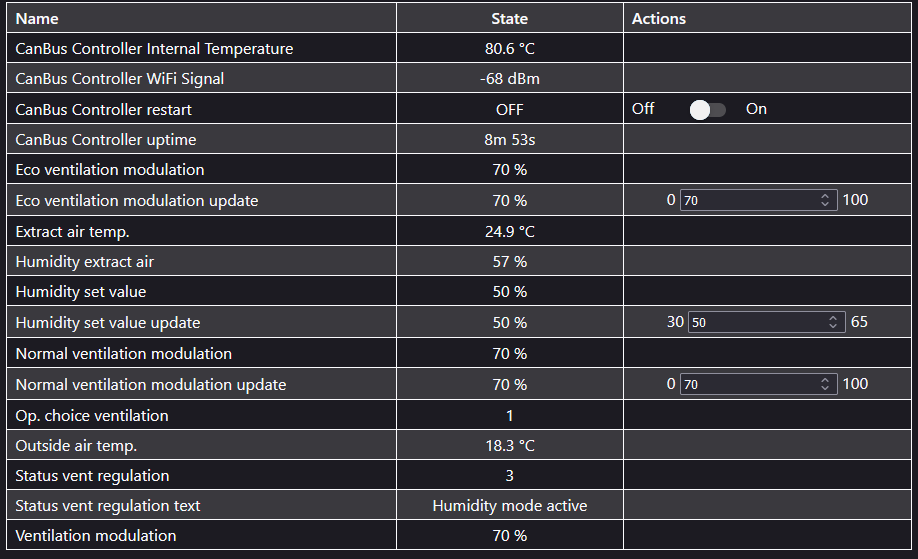 Name State Actions
CanBus Controller Internal Temperature 80.6 °C
CanBus Controller WiFi Signal -68 dBm
CanBus Controller restart OFF Off On
CanBus Controller uptime 8m 53s
Eco ventilation modulation 70 %
Eco ventilation modulation update 70 % 0 70 100
Extract air temp. 24.9 °C
Humidity extract air 57 %
Humidity set value 50 %
Humidity set value update 50 % 30 50 65
Normal ventilation modulation 70 %
Normal ventilation modulation update 70 % 0 70 100
Op. choice ventilation 1
Outside air temp. 18.3 °C
Status vent regulation 3
Status vent regulation text Humidity mode active
Ventilation modulation 70 %